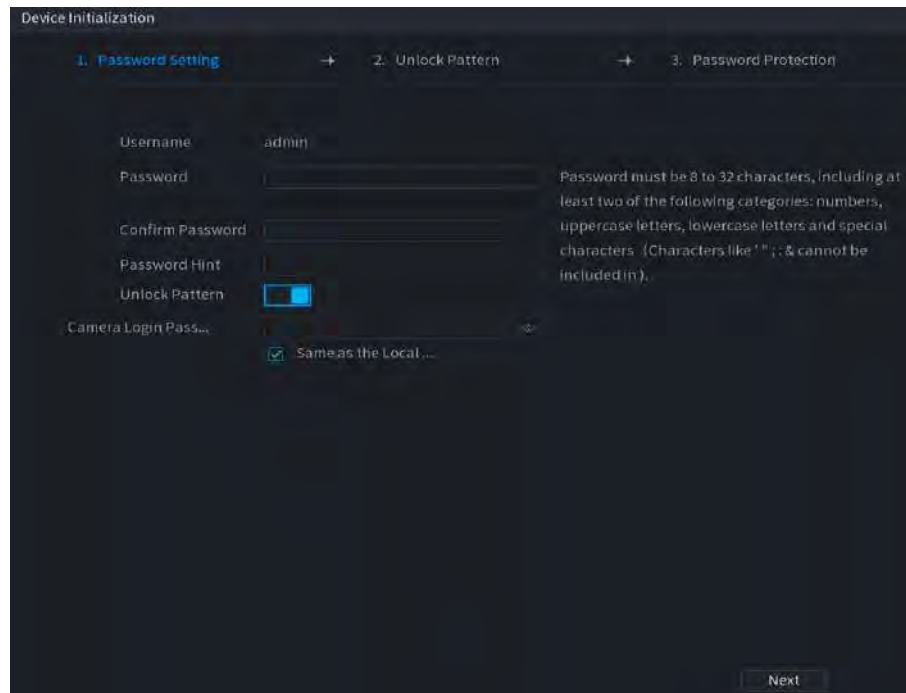 Device Initialization
1. Password Setting
2. Unlock Pattern
3. Password Protection
Username admin
Password
Password must be 8 to 32 characters, including at
least two of the following categories: numbers,
uppercase letters, lowercase letters and special
characters (Characters like ' " ; : & cannot be
included in ).
Confirm Password
Password Hint
Unlock Pattern
Camera Login Pass...
Same as the Local ...
Next